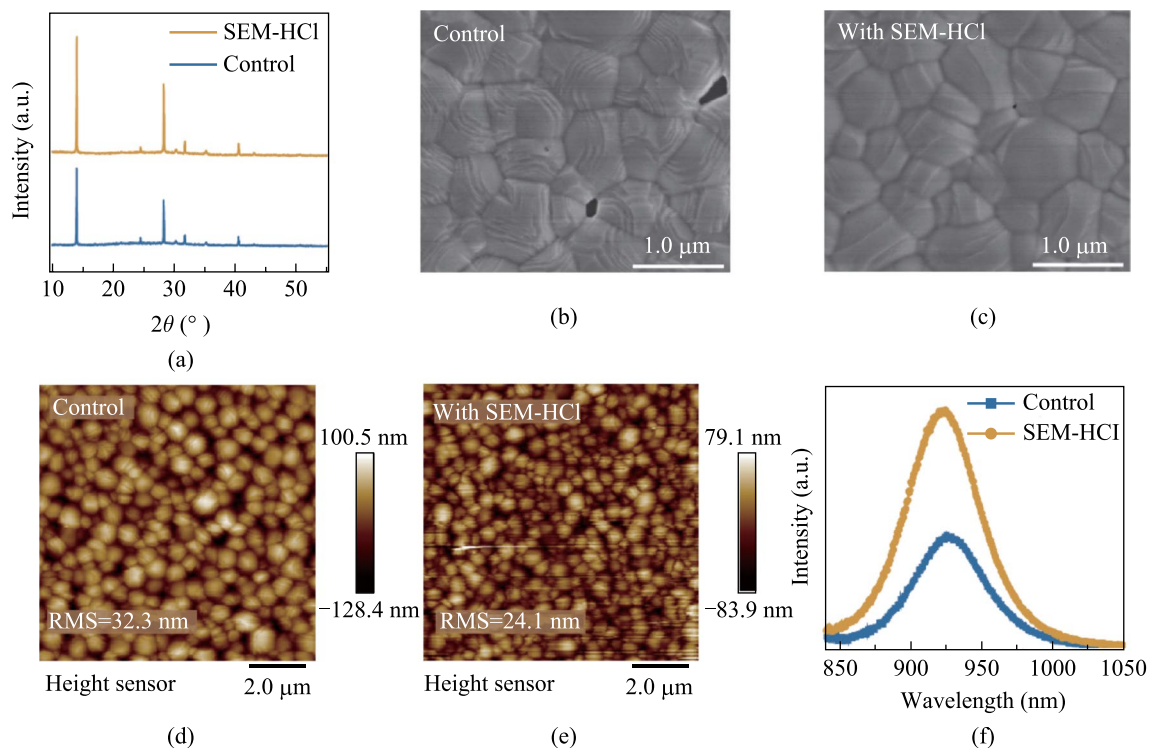 SEM-HCl
Control
Intensity (a.u.)
10 20 30 40 50
2θ (° )
(a)
Control
1.0 μm
(b)
With SEM-HCl
1.0 μm
(c)
Control
RMS=32.3 nm
100.5 nm
−128.4 nm
Height sensor
2.0 μm
(d)
With SEM-HCl
RMS=24.1 nm
79.1 nm
−83.9 nm
Height sensor
2.0 μm
(e)
Control
SEM-HCI
Intensity (a.u.)
850 900 950 1000 1050
Wavelength (nm)
(f)